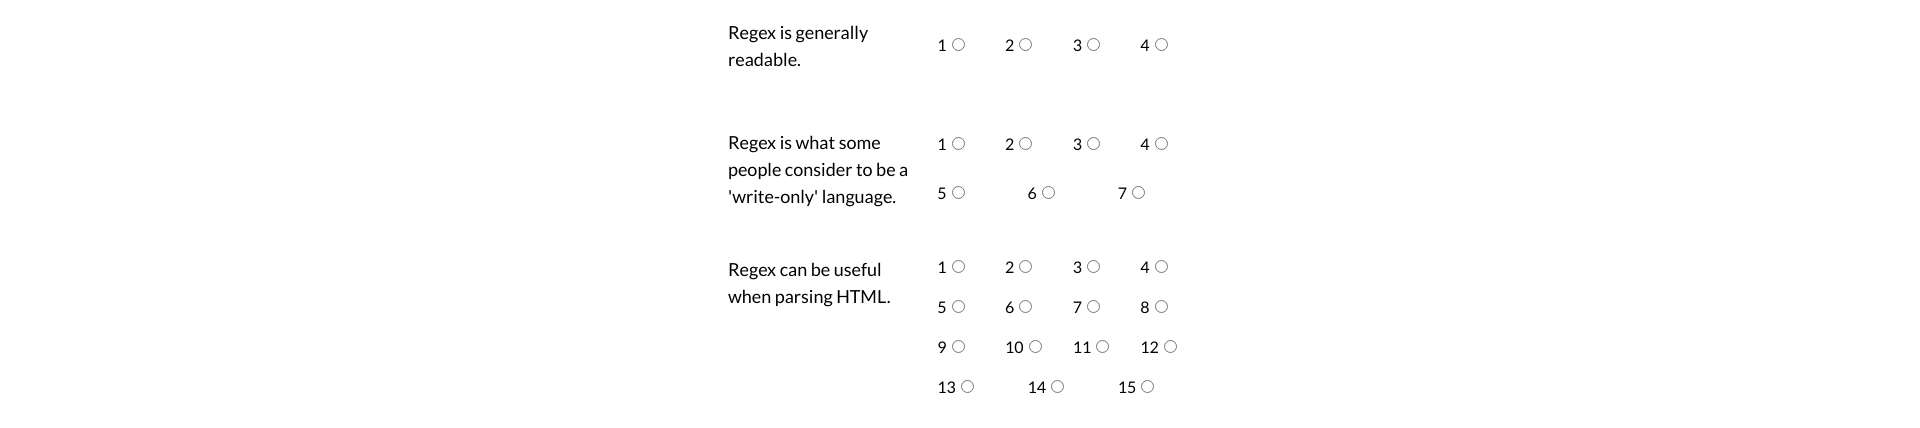 Regex is generally
readable.
1 2 3 4
Regex is what some
people consider to be a
'write-only' language.
1 2 3 4
5 6 7
Regex can be useful
when parsing HTML.
1 2 3 4
5 6 7 8
9 10 11 12
13 14 15